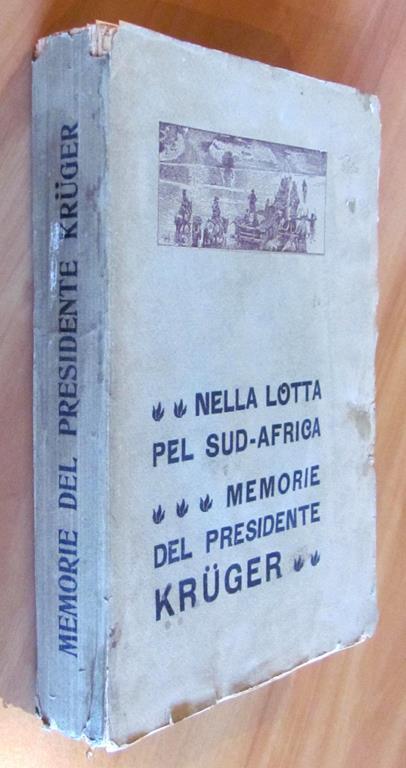 MEMORIE DEL PRESIDENTE KRÜGER
NELLA LOTTA
PEL SUD-AFRICA
MEMORIE
DEL PRESIDENTE
KRÜGER